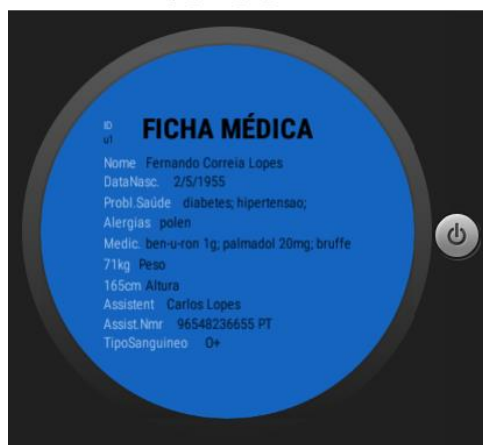 ID
u1
FICHA MÉDICA
Nome Fernando Correia Lopes
DataNasc. 2/5/1955
Probl.Saúde diabetes; hipertensao;
Alergias polen
Medic. ben-u-ron 1g; palmadol 20mg; bruffe
71kg Peso
165cm Altura
Assistent Carlos Lopes
Assist.Nmr 96548236655 PT
TipoSanguineo O+